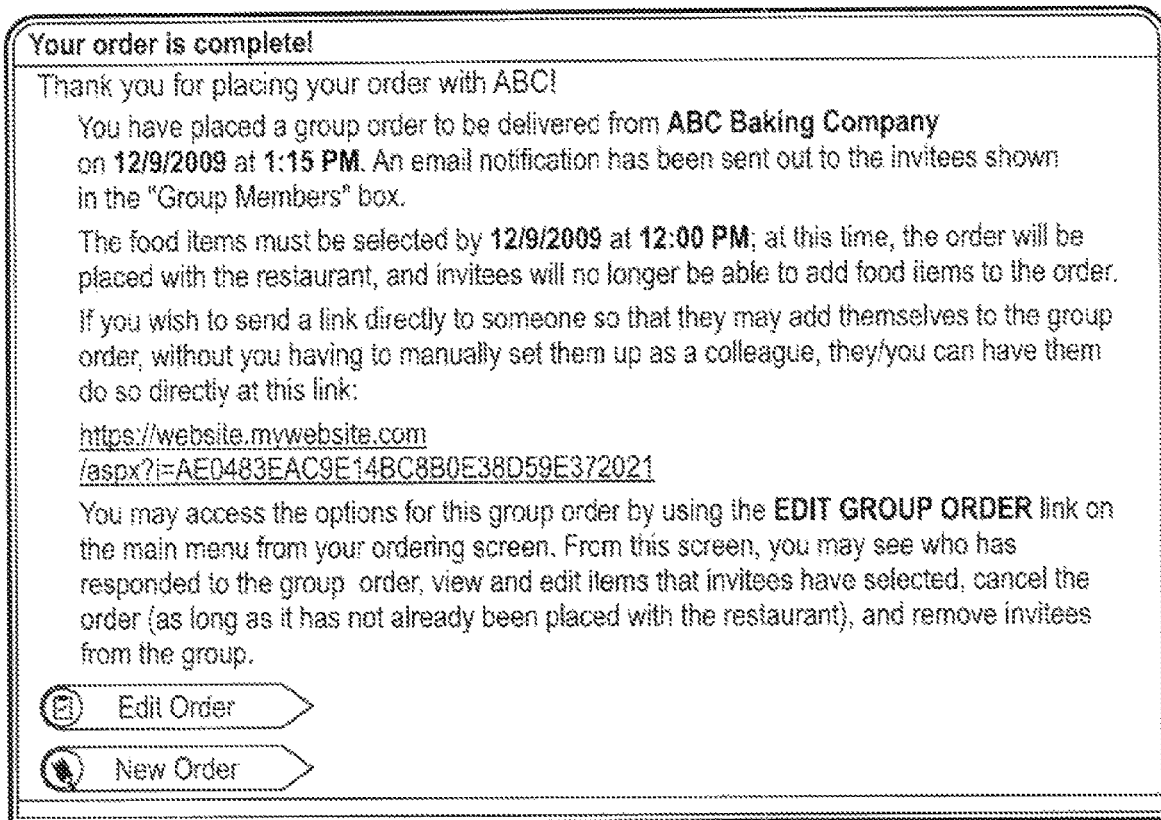 Your order is complete!
Thank you for placing your order with ABC!
You have placed a group order to be delivered from ABC Baking Company
on 12/9/2009 at 1:15 PM. An email notification has been sent out to the invitees shown
in the "Group Members" box.
The food items must be selected by 12/9/2009 at 12:00 PM; at this time, the order will be
placed with the restaurant, and invitees will no longer be able to add food items to the order.
If you wish to send a link directly to someone so that they may add themselves to the group
order, without you having to manually set them up as a colleague, they/you can have them
do so directly at this link:
https://website.mywebsite.com
/aspx?i=AE0483EAC9E14BC8B0E38D59E372021
You may access the options for this group order by using the EDIT GROUP ORDER link on
the main menu from your ordering screen. From this screen, you may see who has
responded to the group order, view and edit items that invitees have selected, cancel the
order (as long as it has not already been placed with the restaurant), and remove invitees
from the group.
Edit Order
New Order